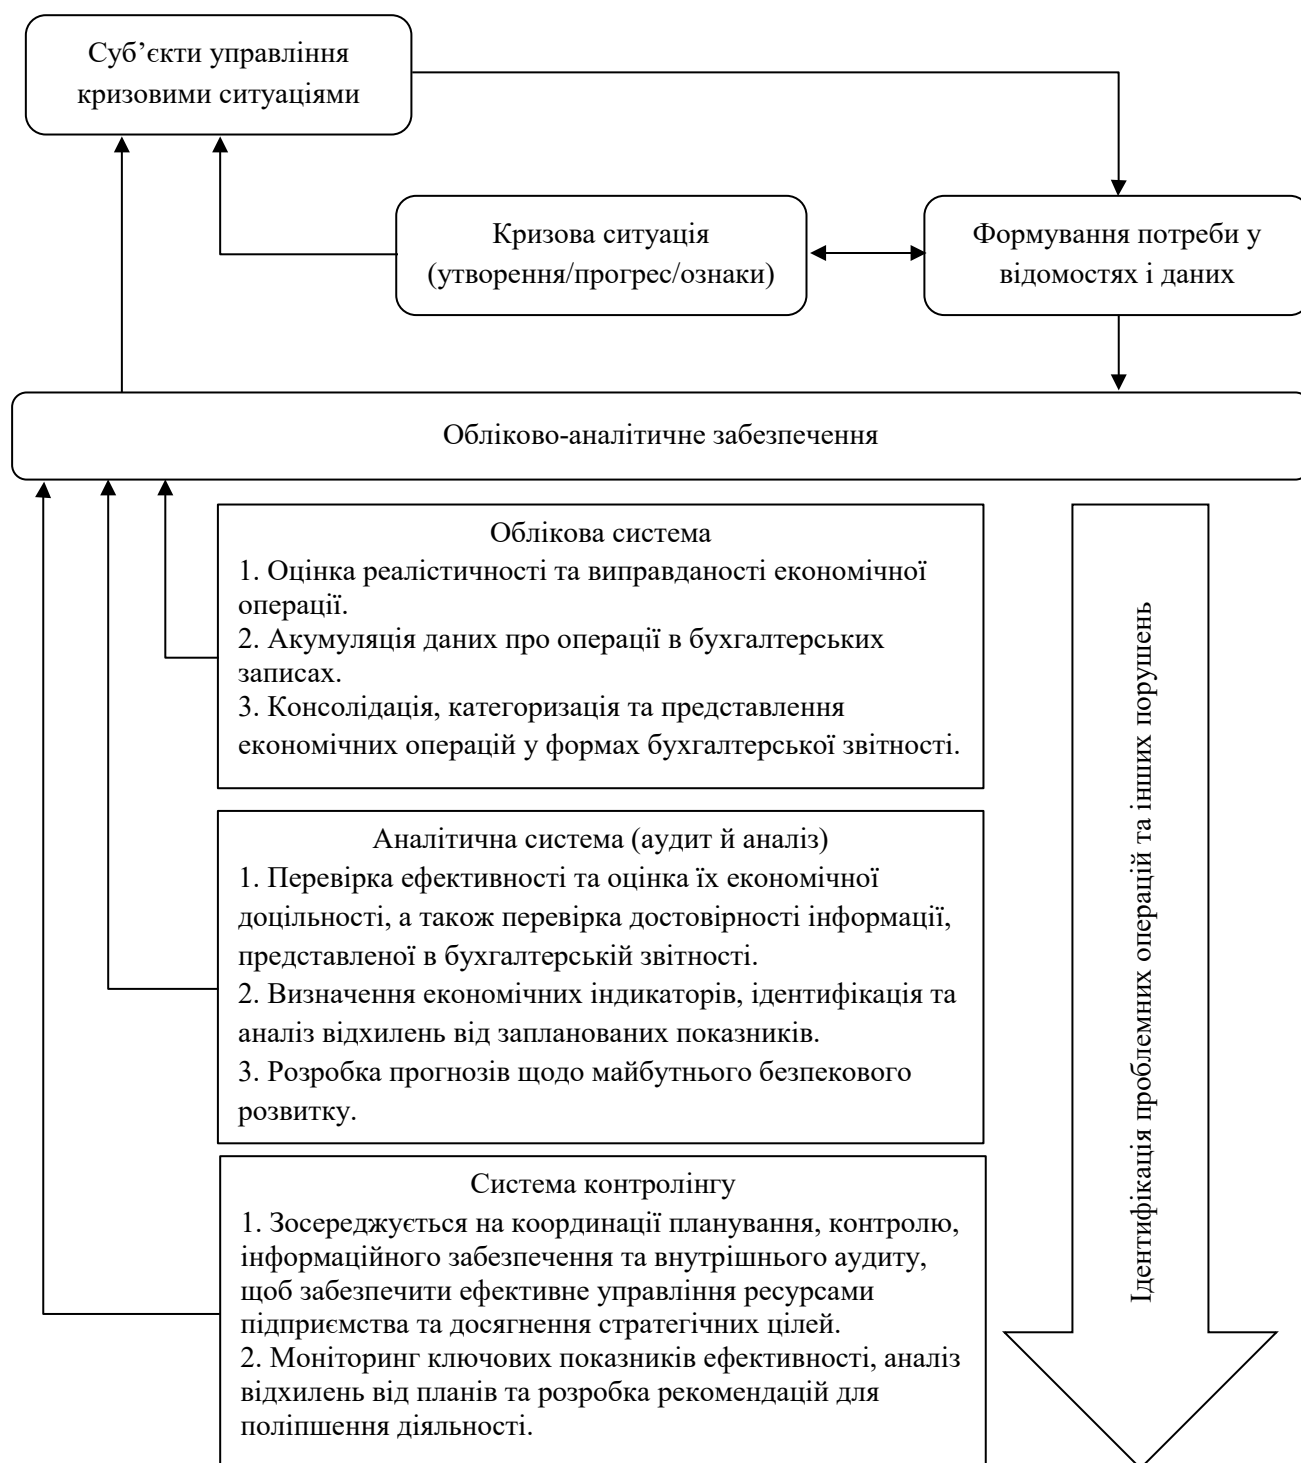 Суб’єкти управління
кризовими ситуаціями
Кризова ситуація
(утворення/прогрес/ознаки)
Формування потреби у
відомостях і даних
Обліково-аналітичне забезпечення
Облікова система
1. Оцінка реалістичності та виправданості економічної
операції.
2. Акумуляція даних про операції в бухгалтерських
записах.
3. Консолідація, категоризація та представлення
економічних операцій у формах бухгалтерської звітності.
Аналітична система (аудит й аналіз)
1. Перевірка ефективності та оцінка їх економічної
доцільності, а також перевірка достовірності інформації,
представленої в бухгалтерській звітності.
2. Визначення економічних індикаторів, ідентифікація та
аналіз відхилень від запланованих показників.
3. Розробка прогнозів щодо майбутнього безпекового
розвитку.
Система контролінгу
1. Зосереджується на координації планування, контролю,
інформаційного забезпечення та внутрішнього аудиту,
щоб забезпечити ефективне управління ресурсами
підприємства та досягнення стратегічних цілей.
2. Моніторинг ключових показників ефективності, аналіз
відхилень від планів та розробка рекомендацій для
поліпшення діяльності.
Ідентифікація проблемних операцій та інших порушень